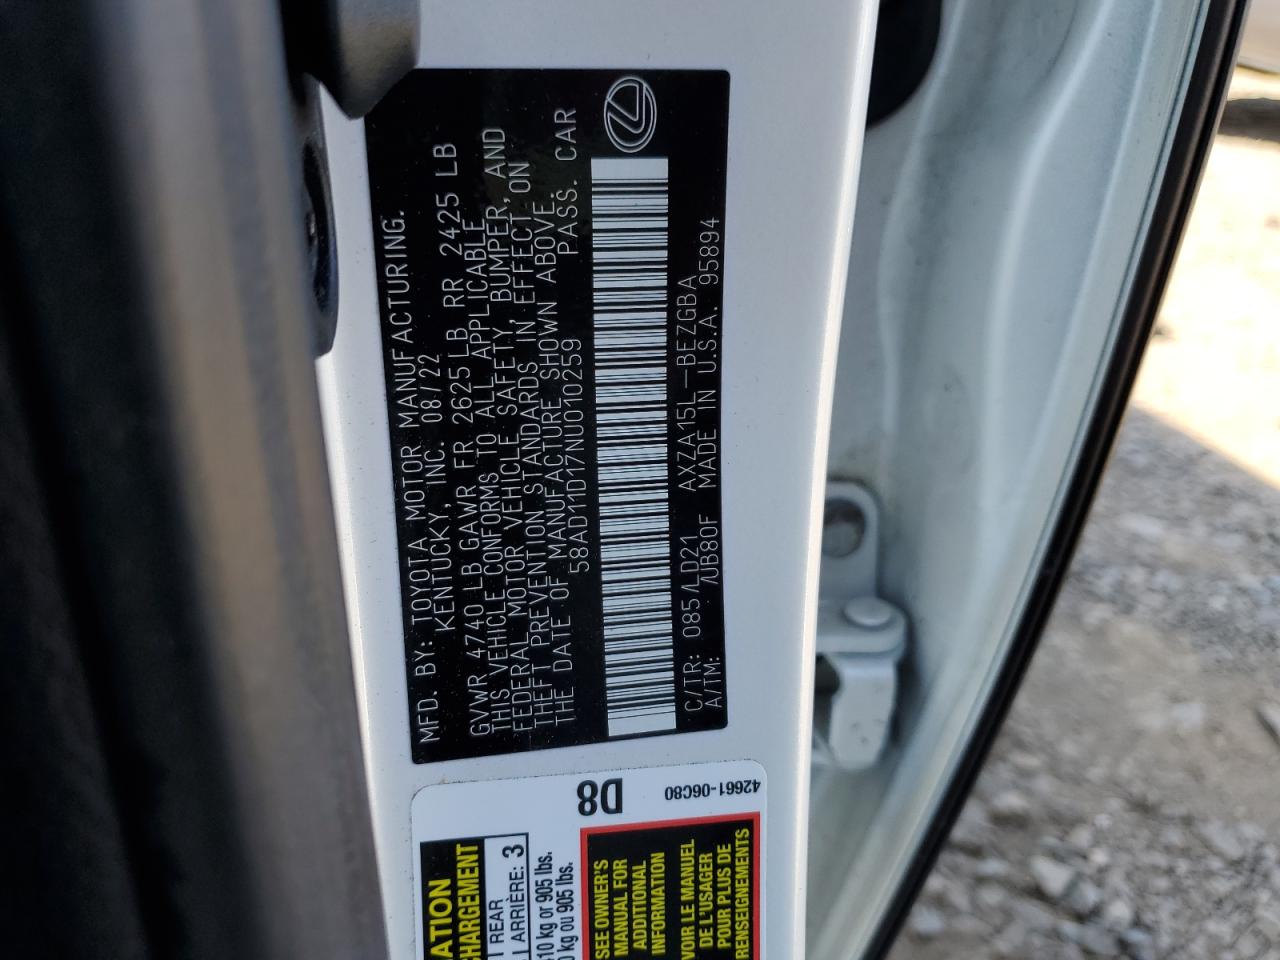 MFD. BY: TOYOTA MOTOR MANUFACTURING.
KENTUCKY, INC. 08/22
GVWR 4740 LB GAWR FR 2625 LB RR 2425 LB
THIS VEHICLE CONFORMS TO ALL APPLICABLE
FEDERAL MOTOR VEHICLE SAFETY, BUMPER, AND
THEFT PREVENTION STANDARDS IN EFFECT ON
THE DATE OF MANUFACTURE SHOWN ABOVE.
58AD11D17NU010259 PASS. CAR
C/TR: 085/LD21 AXZA15L-BEZGBA
A/TM: /UB80F MADE IN U.S.A. 95894
D8
42661-06C80
REAR
ARRIÈRE: 3
kg or 905 lbs.
kg ou 905 lbs.
SEE OWNER'S
MANUAL FOR
ADDITIONAL
INFORMATION
VOIR LE MANUEL
DE L'USAGER
POUR PLUS DE
RENSEIGNEMENTS